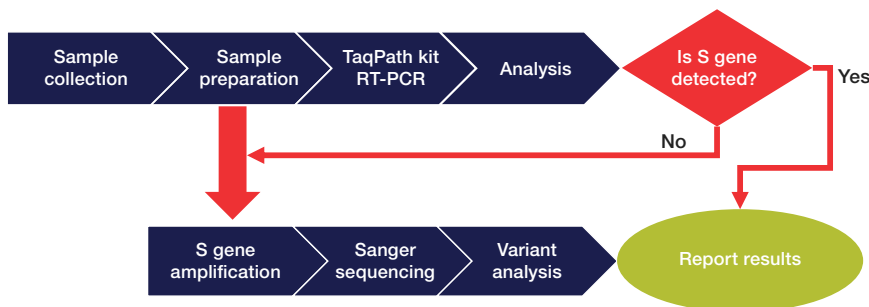 Sample
collection
Sample
preparation
TaqPath kit
RT-PCR
Analysis
Is S gene
detected?
Yes
No
S gene
amplification
Sanger
sequencing
Variant
analysis
Report results